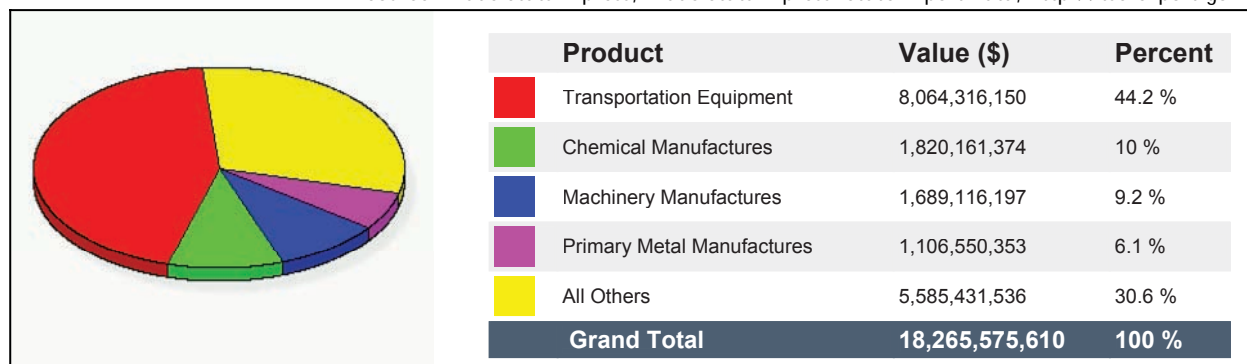 Product Value ($) Percent
Transportation Equipment 8,064,316,150 44.2 %
Chemical Manufactures 1,820,161,374 10 %
Machinery Manufactures 1,689,116,197 9.2 %
Primary Metal Manufactures 1,106,550,353 6.1 %
All Others 5,585,431,536 30.6 %
Grand Total 18,265,575,610 100 %